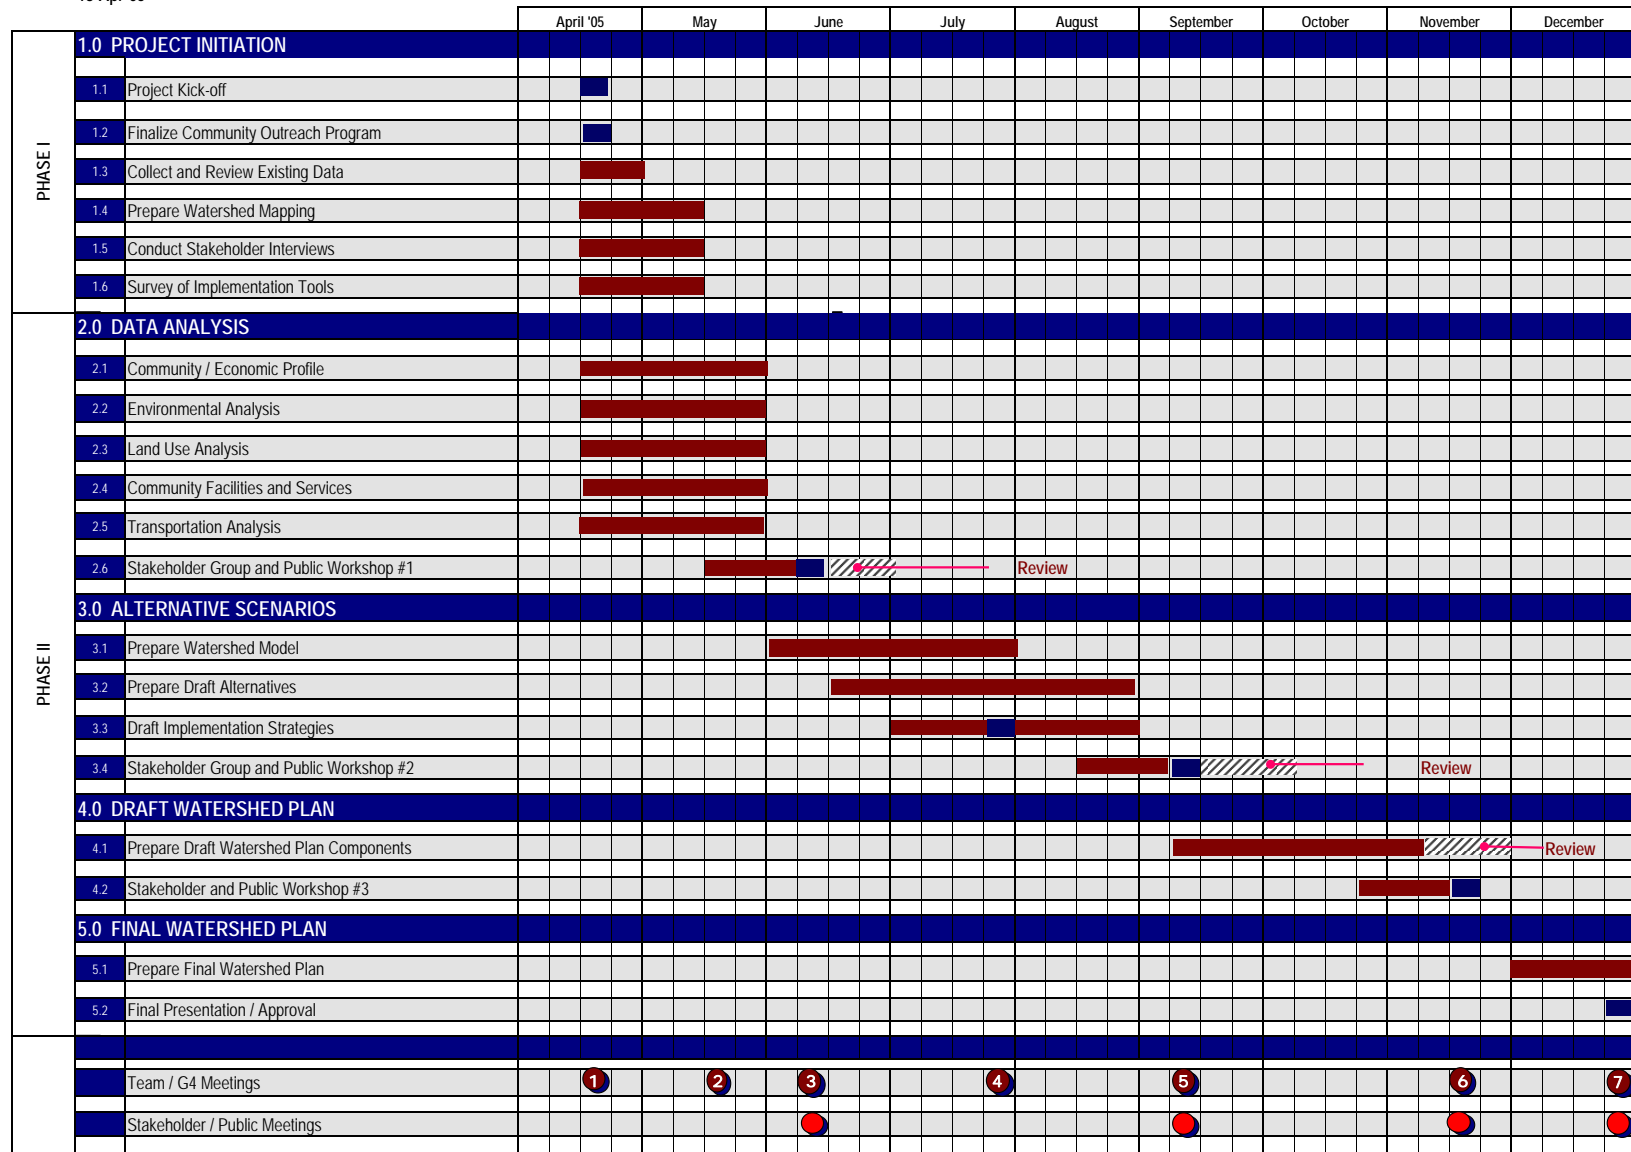 April '05 May June July August September October November December
1.0 PROJECT INITIATION
1.1 Project Kick-off
1.2 Finalize Community Outreach Program
1.3 Collect and Review Existing Data
1.4 Prepare Watershed Mapping
1.5 Conduct Stakeholder Interviews
1.6 Survey of Implementation Tools
PHASE I
2.0 DATA ANALYSIS
2.1 Community / Economic Profile
2.2 Environmental Analysis
2.3 Land Use Analysis
2.4 Community Facilities and Services
2.5 Transportation Analysis
2.6 Stakeholder Group and Public Workshop #1 Review
3.0 ALTERNATIVE SCENARIOS
3.1 Prepare Watershed Model
3.2 Prepare Draft Alternatives
3.3 Draft Implementation Strategies
3.4 Stakeholder Group and Public Workshop #2 Review
PHASE II
4.0 DRAFT WATERSHED PLAN
4.1 Prepare Draft Watershed Plan Components Review
4.2 Stakeholder and Public Workshop #3
5.0 FINAL WATERSHED PLAN
5.1 Prepare Final Watershed Plan
5.2 Final Presentation / Approval
Team / G4 Meetings 1 2 3 4 5 6 7
Stakeholder / Public Meetings